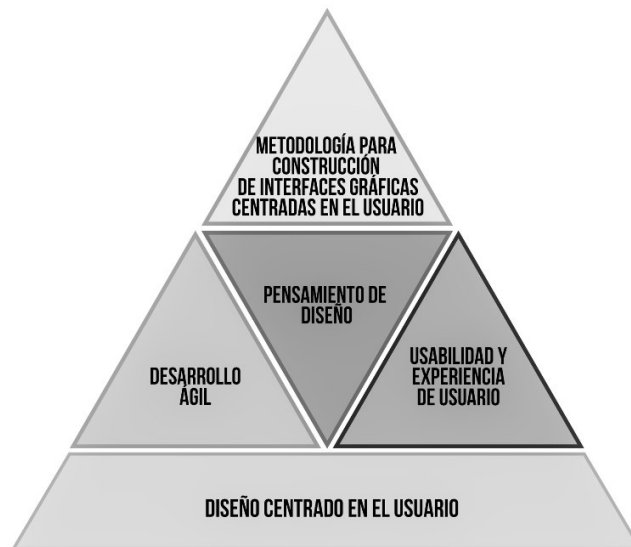 METODOLOGÍA PARA
CONSTRUCCIÓN
DE INTERFACES GRÁFICAS
CENTRADAS EN EL USUARIO
PENSAMIENTO DE
DISEÑO
DESARROLLO
ÁGIL
USABILIDAD Y
EXPERIENCIA
DE USUARIO
DISEÑO CENTRADO EN EL USUARIO